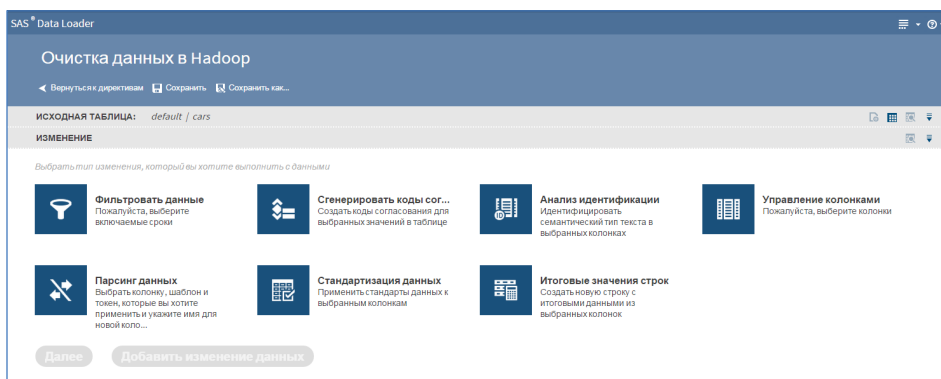 SAS® Data Loader
Очистка данных в Hadoop
Вернуться к директивам Сохранить Сохранить как...
ИСХОДНАЯ ТАБЛИЦА: default | cars
ИЗМЕНЕНИЕ
Выбрать тип изменения, который вы хотите выполнить с данными
Фильтровать данные
Пожалуйста, выберите
включаемые сроки
Сгенерировать коды сог...
Создать коды согласования для
выбранных значений в таблице
Анализ идентификации
Идентифицировать
семантический тип текста в
выбранных колонках
Управление колонками
Пожалуйста, выберите колонки
Парсинг данных
Выбрать колонку, шаблон и
токен, которые вы хотите
применить и укажите имя для
новой коло...
Стандартизация данных
Применить стандарты данных к
выбранным колонкам
Итоговые значения строк
Создать новую строку с
итоговыми данными из
выбранных колонок
Далее Добавить изменение данных